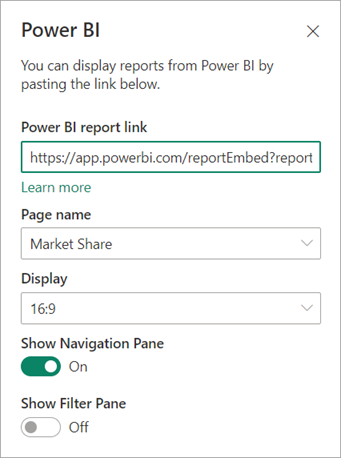 Power BI
You can display reports from Power BI by
pasting the link below.
Power BI report link
https://app.powerbi.com/reportEmbed?report
Learn more
Page name
Market Share
Display
16:9
Show Navigation Pane
On
Show Filter Pane
Off